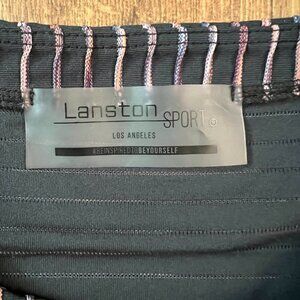 Lanston SPORT
LOS ANGELES
#BEINSPIREDTOBEYOURSELF